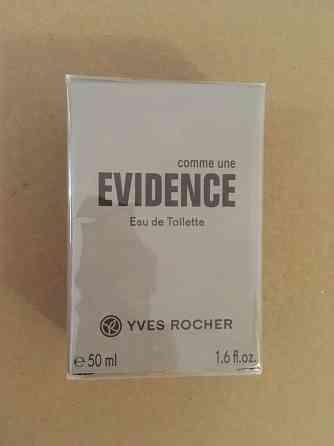 comme une
EVIDENCE
Eau de Toilette
YVES ROCHER
e 50 ml 1.6 fl.oz.